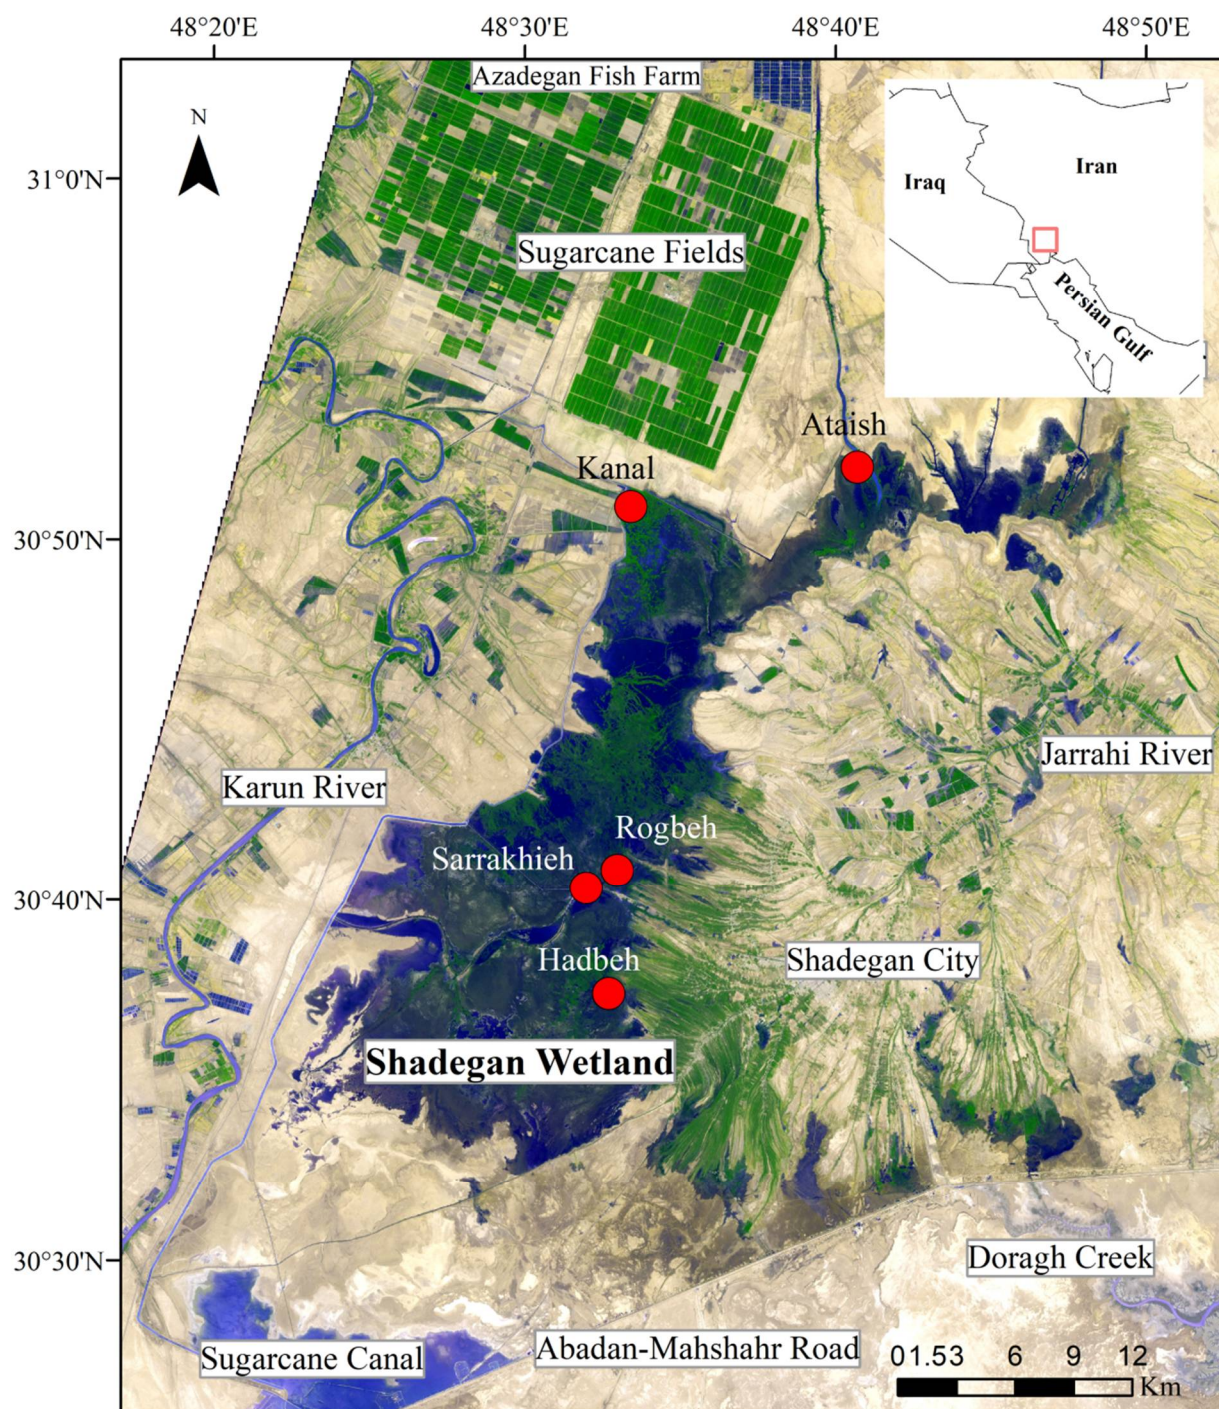 48°20'E 48°30'E 48°40'E 48°50'E
Azadegan Fish Farm
N
31°0'N
Iraq
Iran
Sugarcane Fields
Persian Gulf
Ataish
Kanal
30°50'N
Jarrahi River
Karun River
Rogbeh
Sarrakhieh
30°40'N
Hadbeh
Shadegan City
Shadegan Wetland
30°30'N
Doragh Creek
Abadan-Mahshahr Road
Sugarcane Canal
01.53 6 9 12
Km